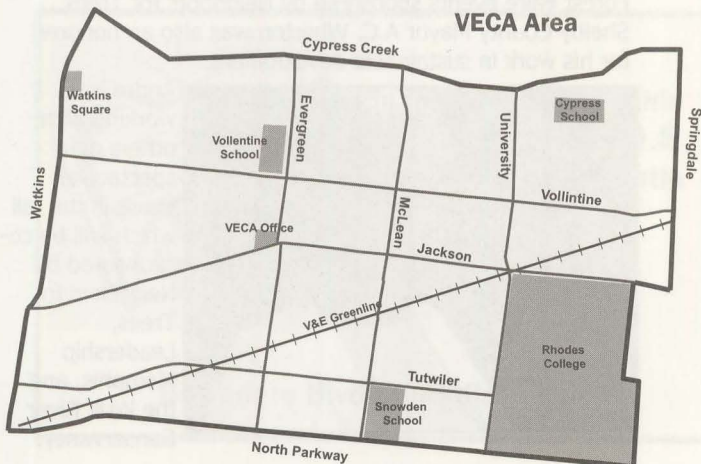 VECA Area
Cypress Creek
Watkins
Square
Evergreen
Vollentine
School
University
Cypress
School
Springdale
Watkins
McLean
Vollintine
VECA Office
Jackson
V&E Greenline
Rhodes
College
Tutwiler
Snowden
School
North Parkway